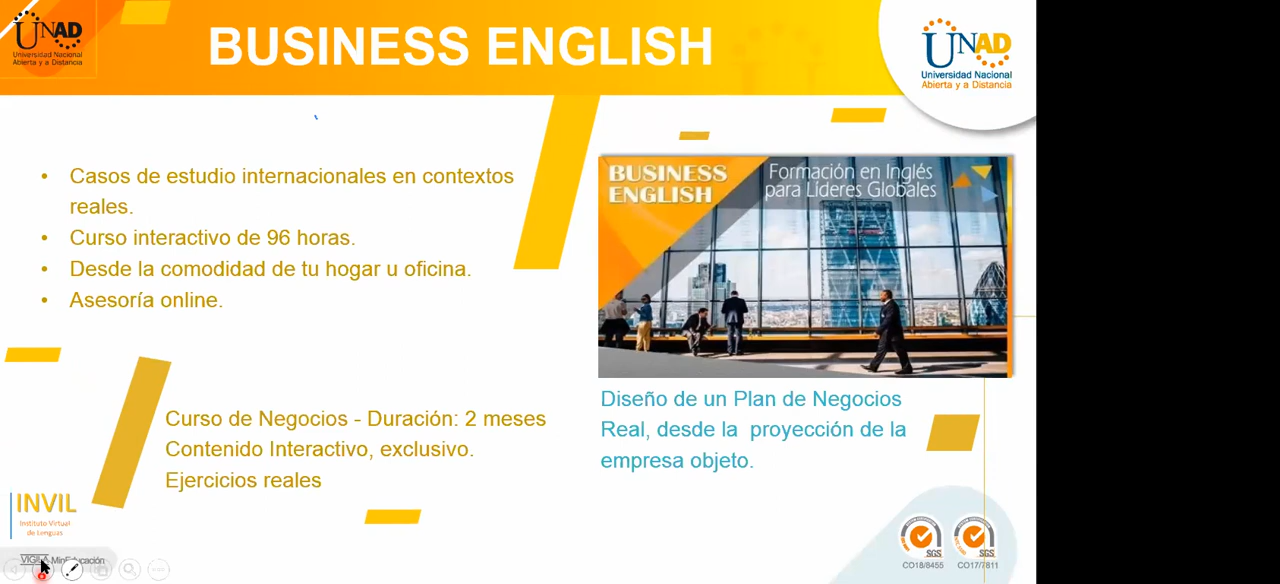 UNAD
Universidad Nacional
Abierta y a Distancia
BUSINESS ENGLISH
UNAD
Universidad Nacional
Abierta y a Distancia
• Casos de estudio internacionales en contextos
reales.
• Curso interactivo de 96 horas.
• Desde la comodidad de tu hogar u oficina.
• Asesoría online.
BUSINESS
ENGLISH
Formación en Inglés
para Líderes Globales
Curso de Negocios - Duración: 2 meses
Contenido Interactivo, exclusivo.
Ejercicios reales
Diseño de un Plan de Negocios
Real, desde la proyección de la
empresa objeto.
INVIL
Instituto Virtual
de Lenguas
VIGILA MinEducación
SGS
SGS
CO18/8455
CO17/7811